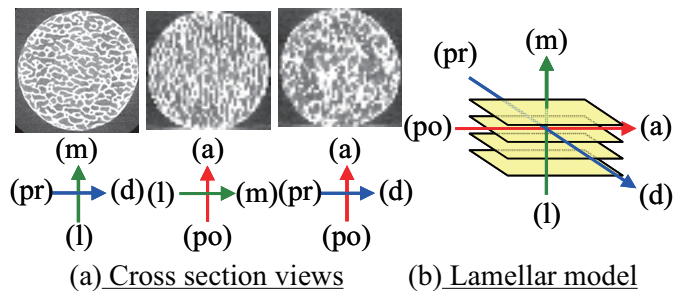 (m)
(pr)
(d)
(l)
(a)
(l)
(m)
(po)
(a)
(pr)
(d)
(po)
(a) Cross section views
(m)
(pr)
(po)
(a)
(d)
(l)
(b) Lamellar model